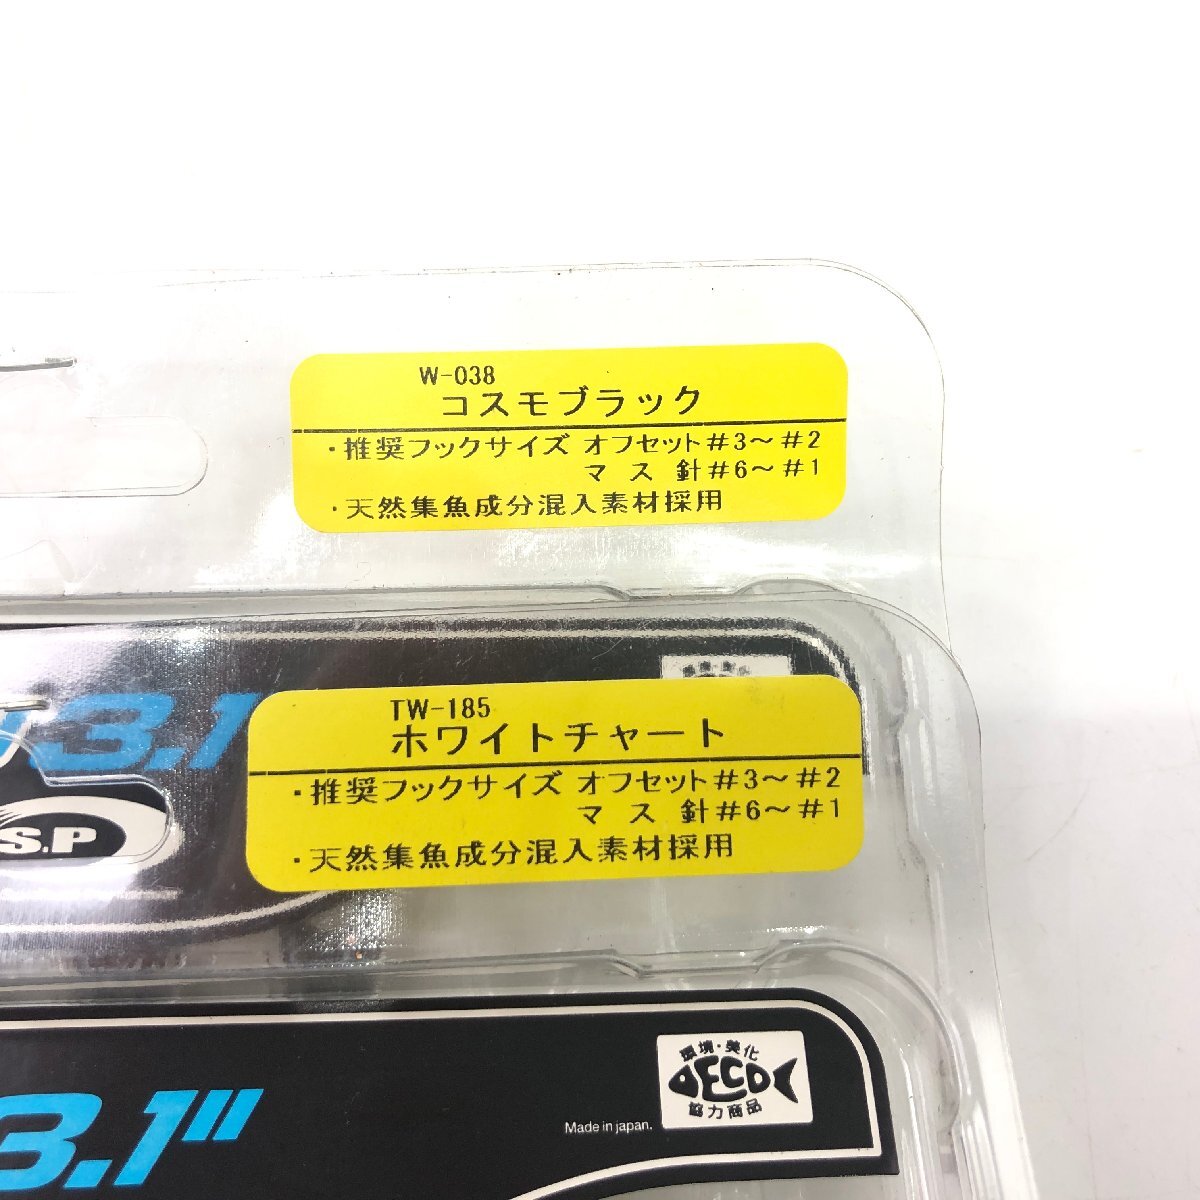 W-038
コスモブラック
・推奨フックサイズ オフセット#3〜#2
マス 針#6〜#1
・天然集魚成分混入素材採用
3.1
TW-185
ホワイトチャート
・推奨フックサイズ オフセット#3〜#2
マス 針#6〜#1
・天然集魚成分混入素材採用
S.P
環境・美化
ECO
協力商品
Made in japan.
3.1"